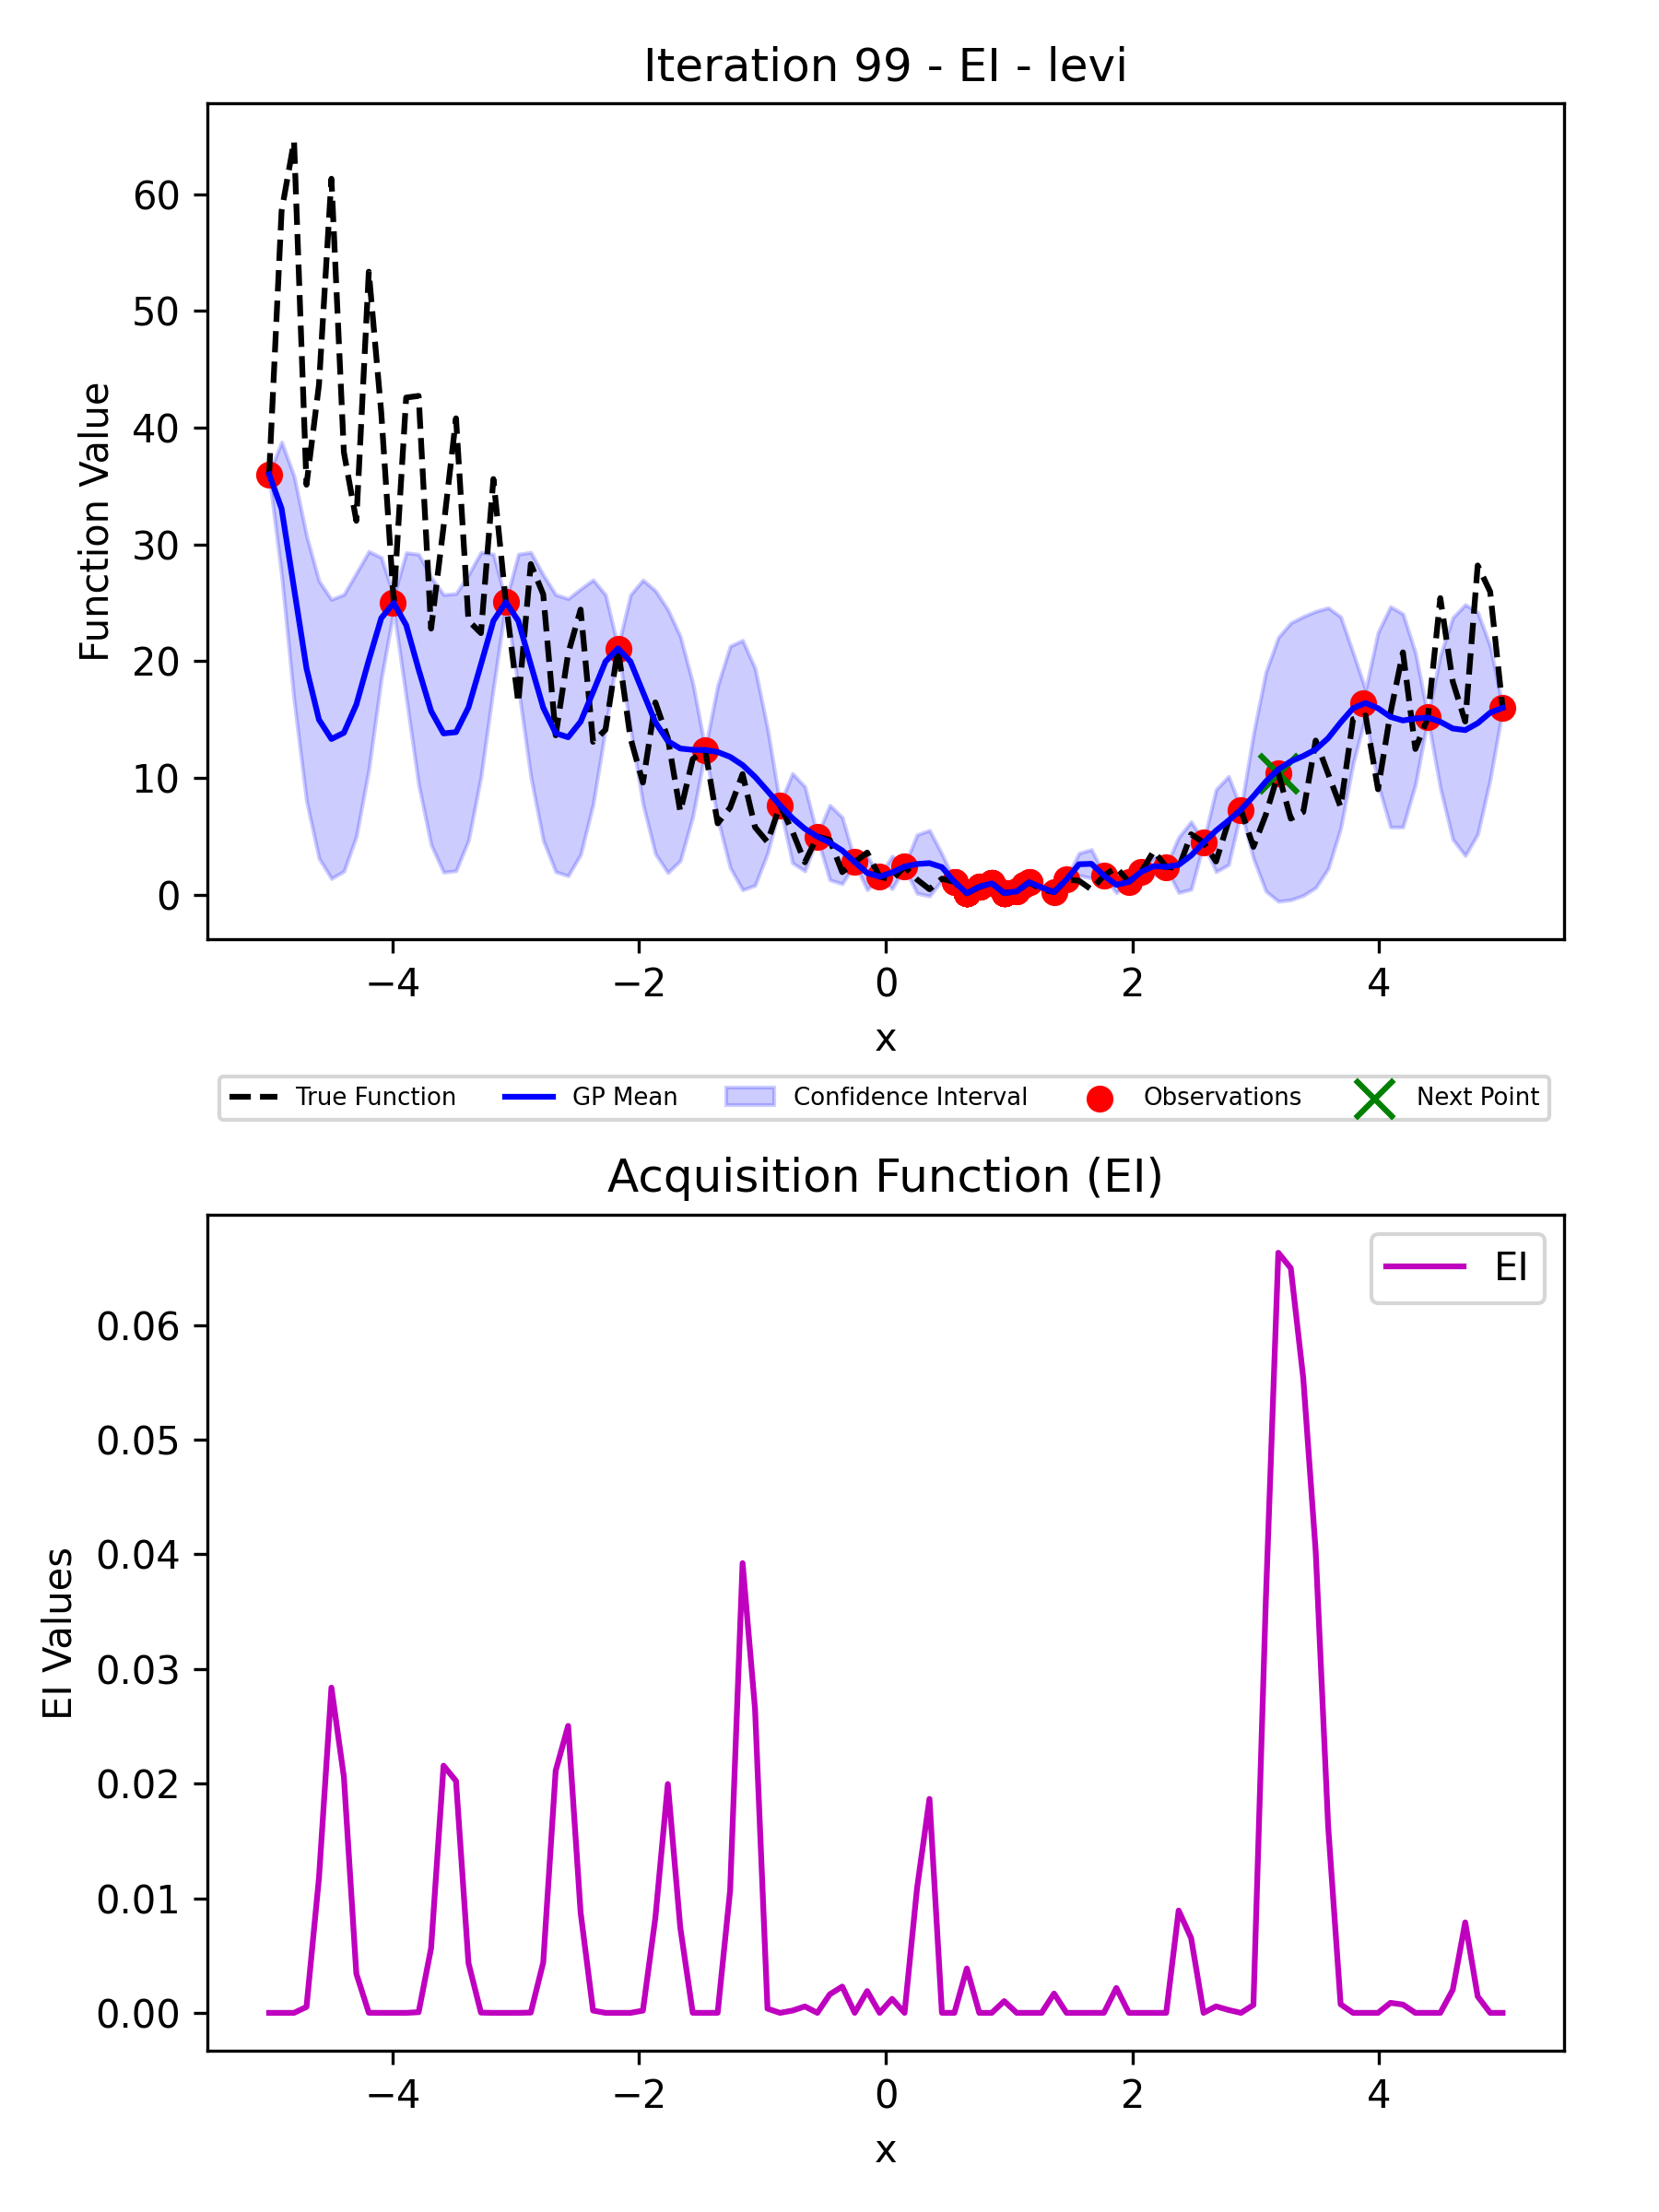 Iteration 99 - EI - levi
Function Value
60
50
40
30
20
10
0
−4 −2 0 2 4
x
True Function GP Mean Confidence Interval Observations Next Point
Acquisition Function (EI)
EI
EI Values
0.06
0.05
0.04
0.03
0.02
0.01
0.00
−4 −2 0 2 4
x